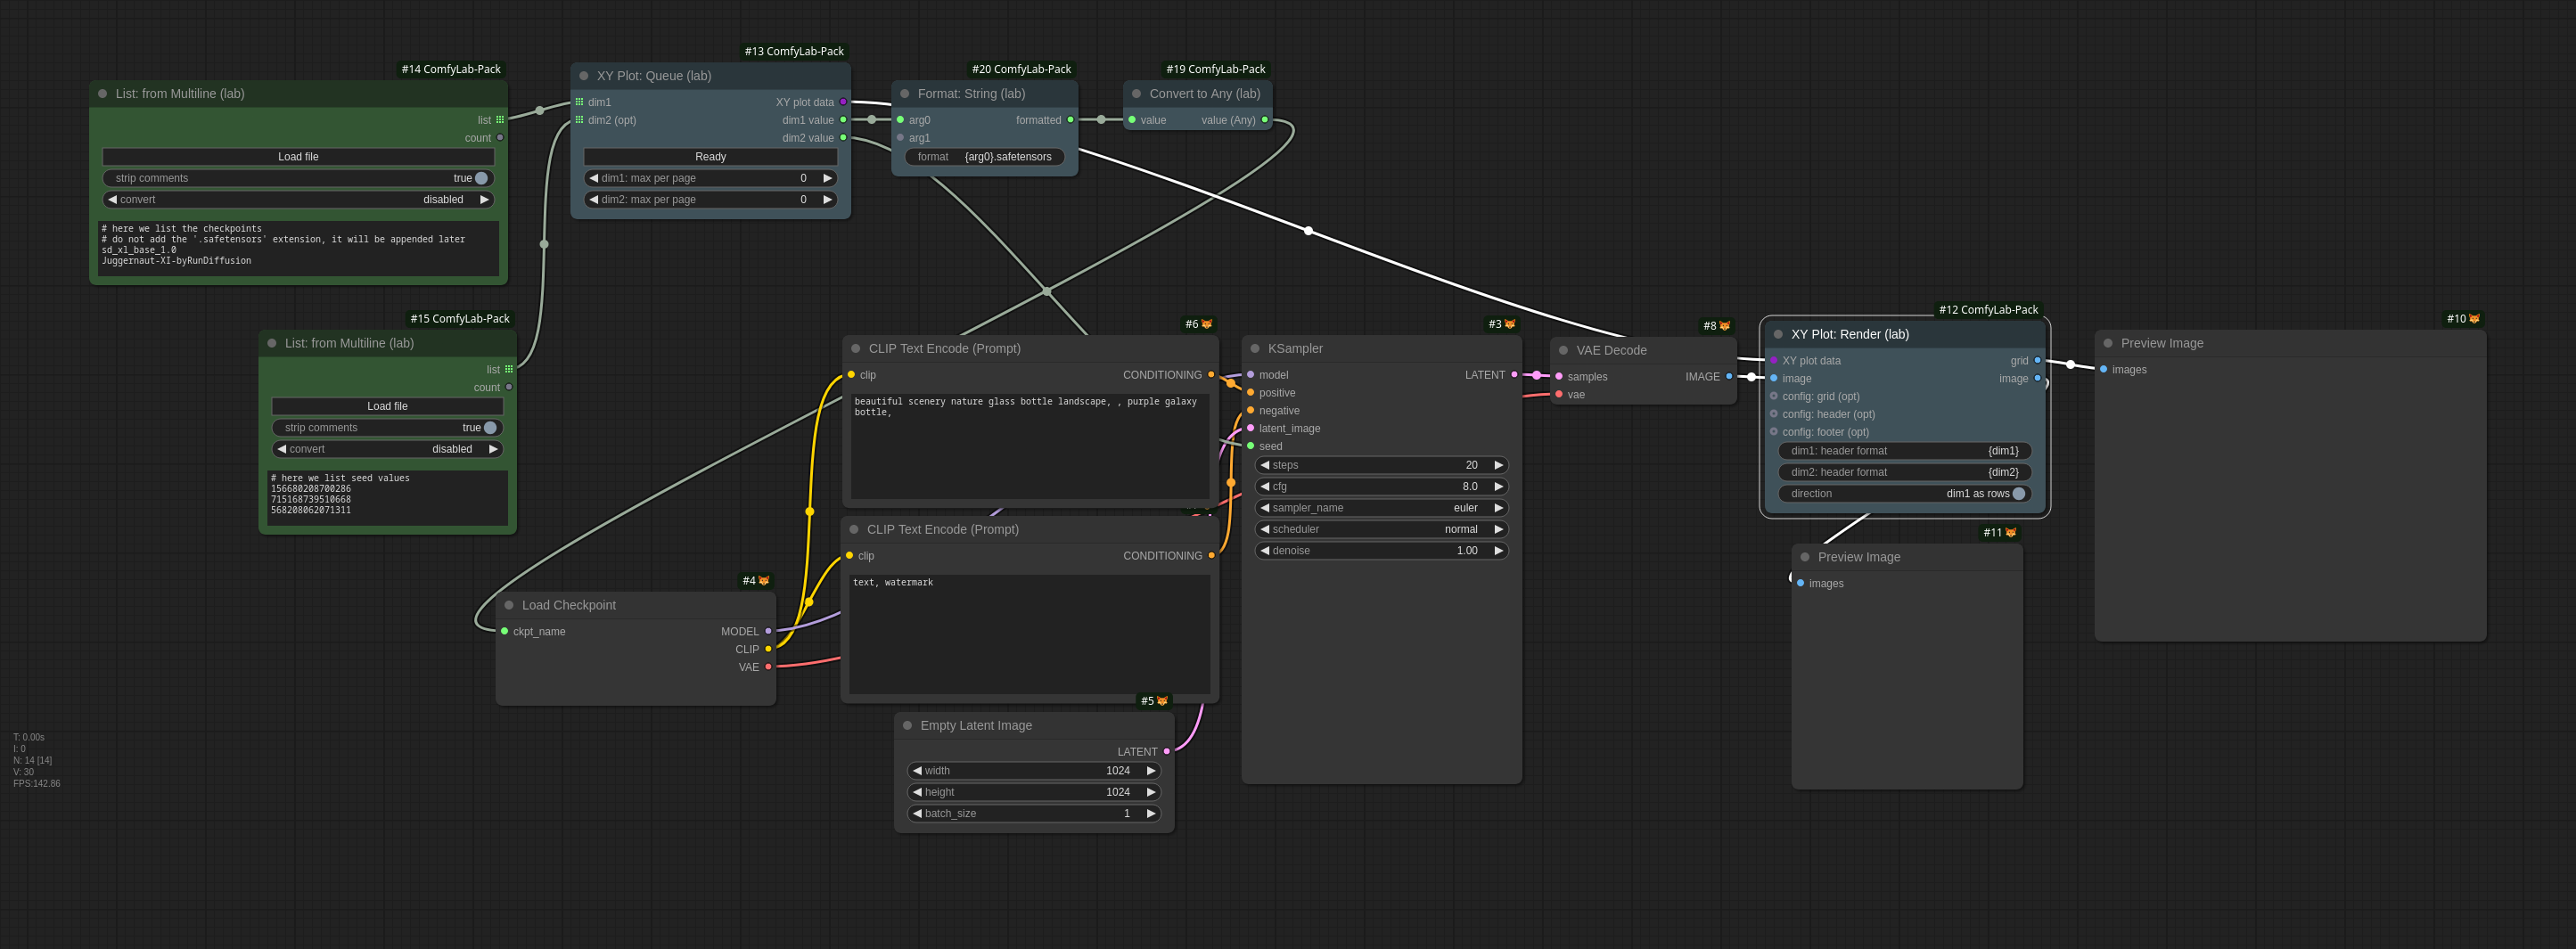 #14 ComfyLab-Pack
List: from Multiline (lab)
list
count
Load file
strip comments true
convert disabled
# here we list the checkpoints
# do not add the '.safetensors' extension, it will be appended later
sd_xl_base_1.0
Juggernaut-XI-byRunDiffusion
#15 ComfyLab-Pack
List: from Multiline (lab)
list
count
Load file
strip comments true
convert disabled
# here we list seed values
156680208700286
715168739510668
568208062071311
#13 ComfyLab-Pack
XY Plot: Queue (lab)
dim1 XY plot data
dim2 (opt) dim1 value
dim2 value
Ready
dim1: max per page 0
dim2: max per page 0
#20 ComfyLab-Pack
Format: String (lab)
arg0 formatted
arg1
format {arg0}.safetensors
#19 ComfyLab-Pack
Convert to Any (lab)
value value (Any)
#4
Load Checkpoint
ckpt_name MODEL
CLIP
VAE
#6
CLIP Text Encode (Prompt)
clip CONDITIONING
beautiful scenery nature glass bottle landscape, , purple galaxy
bottle,
CLIP Text Encode (Prompt)
clip CONDITIONING
text, watermark
#5
Empty Latent Image
LATENT
width 1024
height 1024
batch_size 1
#3
KSampler
model LATENT
positive
negative
latent_image
seed
steps 20
cfg 8.0
sampler_name euler
scheduler normal
denoise 1.00
#8
VAE Decode
samples IMAGE
vae
#12 ComfyLab-Pack
XY Plot: Render (lab)
XY plot data grid
image image
config: grid (opt)
config: header (opt)
config: footer (opt)
dim1: header format {dim1}
dim2: header format {dim2}
direction dim1 as rows
#11
Preview Image
images
#10
Preview Image
images
T: 0.00s
I: 0
N: 14 [14]
V: 30
FPS:142.86